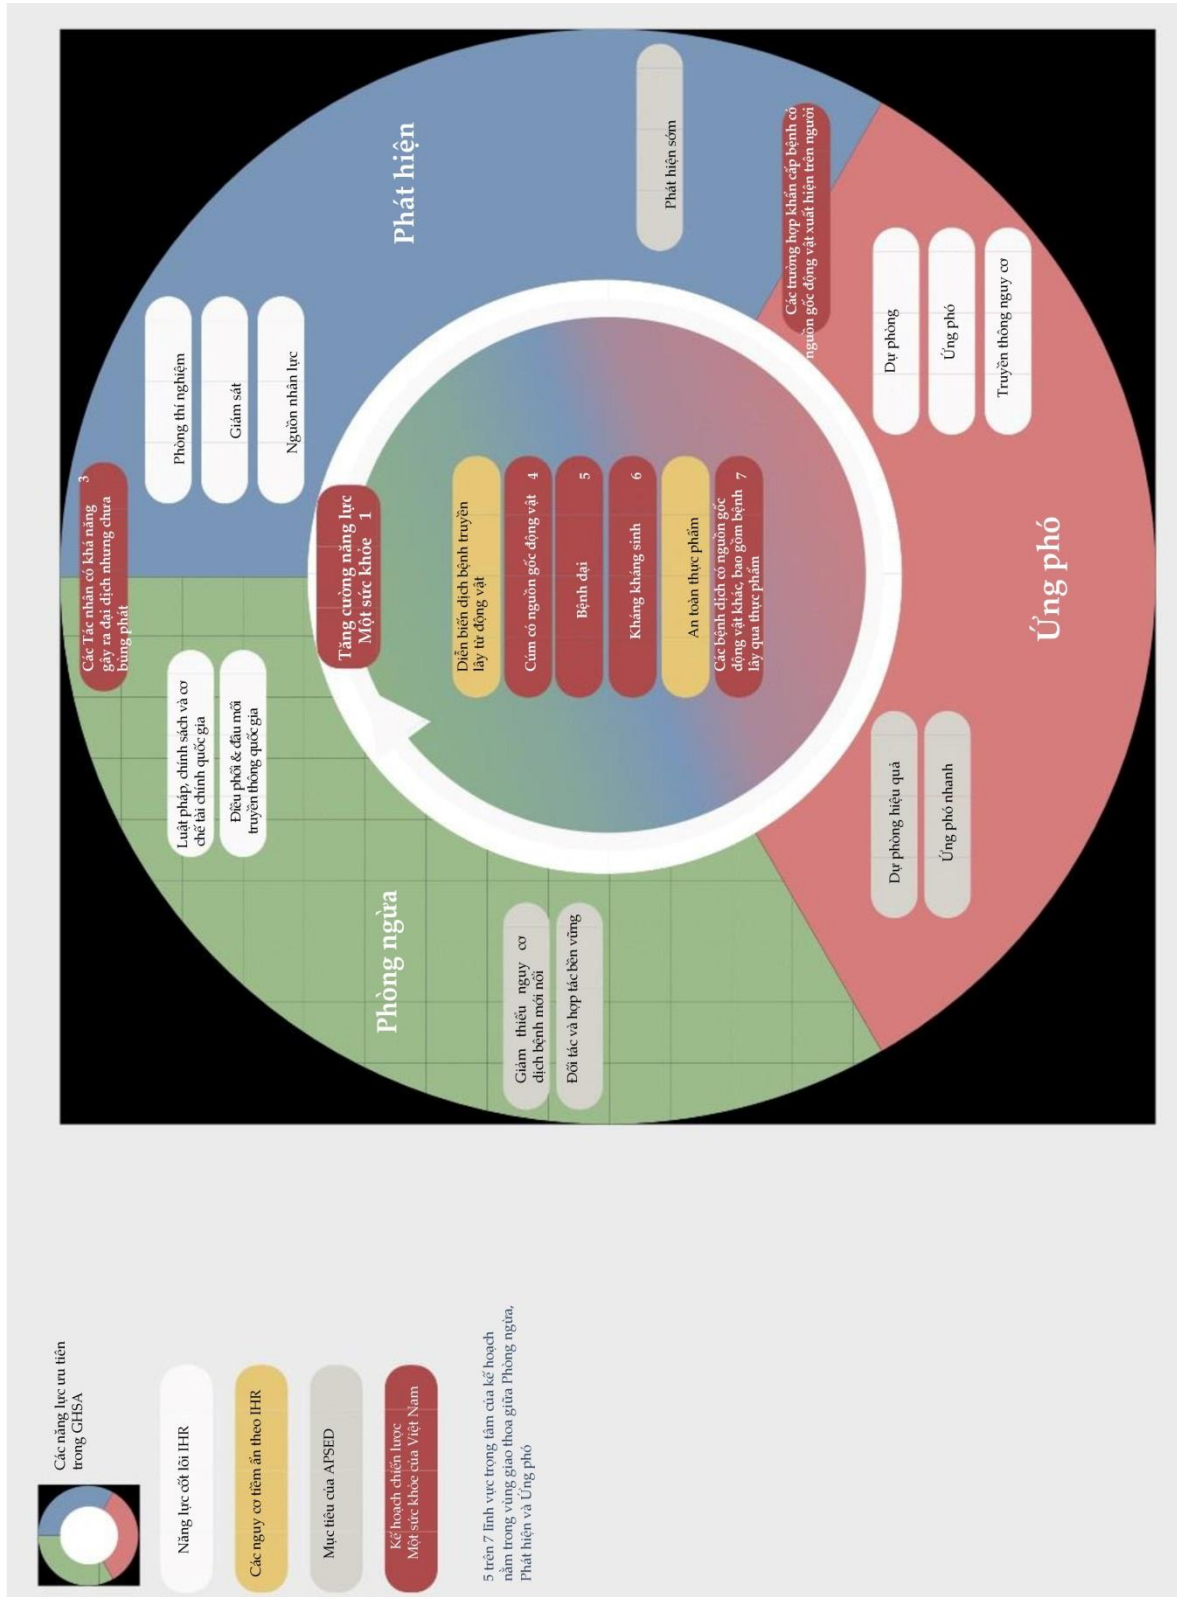 Các năng lực ưu tiên
trong GHSA
Năng lực cốt lõi IHR
Các nguy cơ tiềm ẩn theo IHR
Mục tiêu của APSED
Kế hoạch chiến lược
Một sức khỏe của Việt Nam
5 trên 7 lĩnh vực trọng tâm của kế hoạch
nằm trong vùng giao thoa giữa Phòng ngừa,
Phát hiện và Ứng phó
Các Tác nhân có khả năng 3
gây ra đại dịch nhưng chưa
bùng phát
Luật pháp, chính sách và cơ
chế tài chính quốc gia
Điều phối & đầu mối
truyền thông quốc gia
Phòng ngừa
Giảm thiểu nguy cơ
dịch bệnh mới nổi
Đối tác và hợp tác bền vững
Phòng thí nghiệm
Giám sát
Nguồn nhân lực
Phát hiện
Phát hiện sớm
Tăng cường năng lực
Một sức khỏe 1
Diễn biến dịch bệnh truyền
lây từ động vật
Cúm có nguồn gốc động vật 4
Bệnh dại 5
Kháng kháng sinh 6
An toàn thực phẩm
Các bệnh dịch có nguồn gốc
động vật khác, bao gồm bệnh 7
lây qua thực phẩm
Các trường hợp khẩn cấp bệnh có
nguồn gốc động vật xuất hiện trên người
Dự phòng hiệu quả
Ứng phó nhanh
Dự phòng
Ứng phó
Truyền thông nguy cơ
Ứng phó